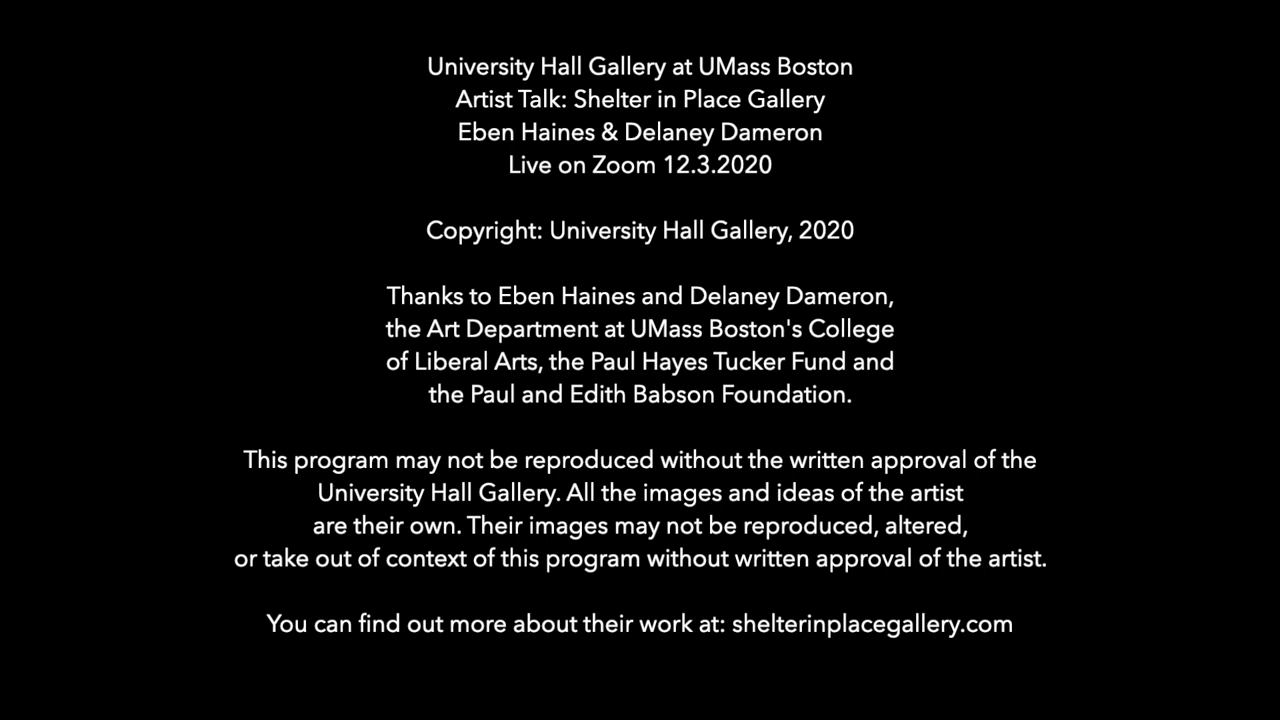 University Hall Gallery at UMass Boston
Artist Talk: Shelter in Place Gallery
Eben Haines & Delaney Dameron
Live on Zoom 12.3.2020
Copyright: University Hall Gallery, 2020
Thanks to Eben Haines and Delaney Dameron,
the Art Department at UMass Boston's College
of Liberal Arts, the Paul Hayes Tucker Fund and
the Paul and Edith Babson Foundation.
This program may not be reproduced without the written approval of the
University Hall Gallery. All the images and ideas of the artist
are their own. Their images may not be reproduced, altered,
or take out of context of this program without written approval of the artist.
You can find out more about their work at: shelterinplacegallery.com